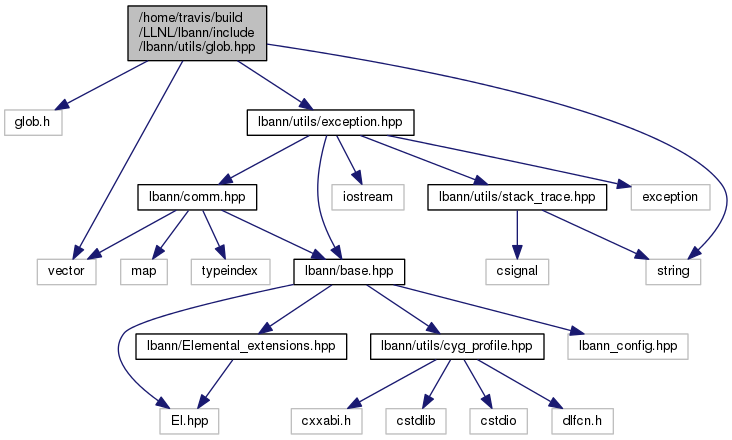 /home/travis/build
/LLNL/lbann/include
/lbann/utils/glob.hpp
glob.h
lbann/utils/exception.hpp
lbann/comm.hpp
iostream
lbann/utils/stack_trace.hpp
exception
vector
map
typeindex
lbann/base.hpp
csignal
string
lbann/Elemental_extensions.hpp
lbann/utils/cyg_profile.hpp
lbann_config.hpp
El.hpp
cxxabi.h
cstdlib
cstdio
dlfcn.h